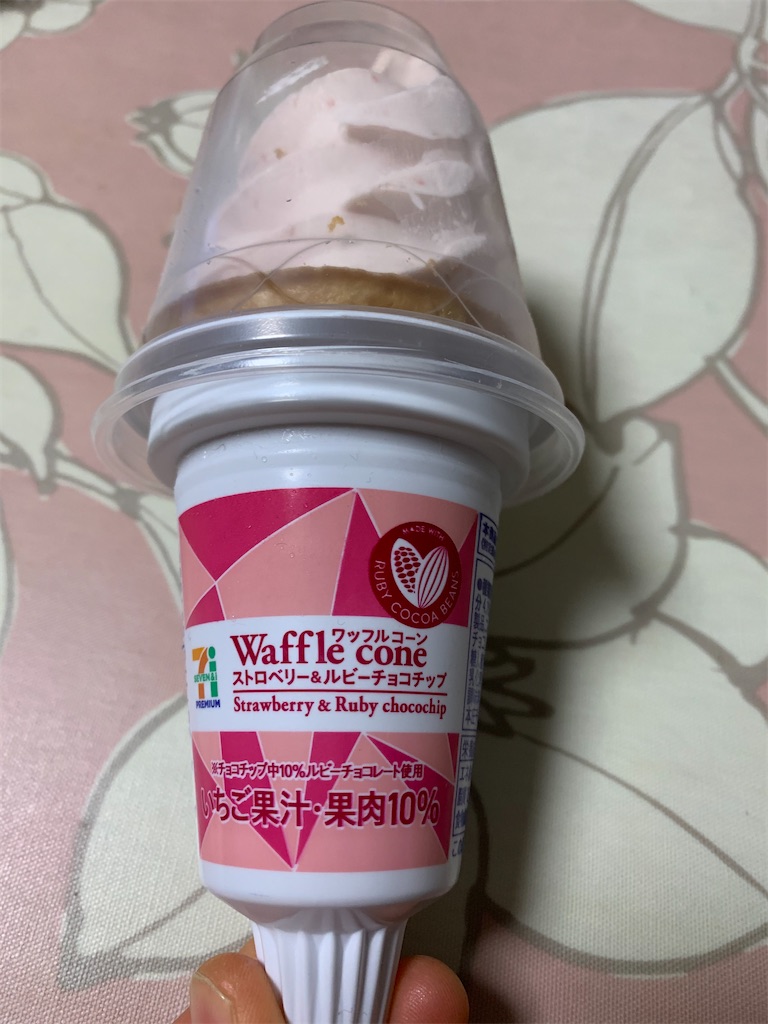 MADE WITH
RUBY COCOA BEANS
ワッフルコーン
Waffle cone
SEVEN&i
PREMIUM
ストロベリー&ルビーチョコチップ
Strawberry & Ruby chocochip
※チョコチップ中10%ルビーチョコレート使用
いちご果汁・果肉10%